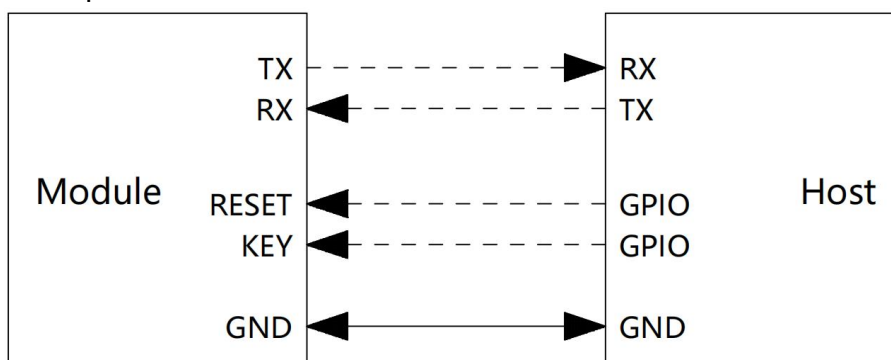 TX RX
RX TX
Module Host
RESET GPIO
KEY GPIO
GND GND